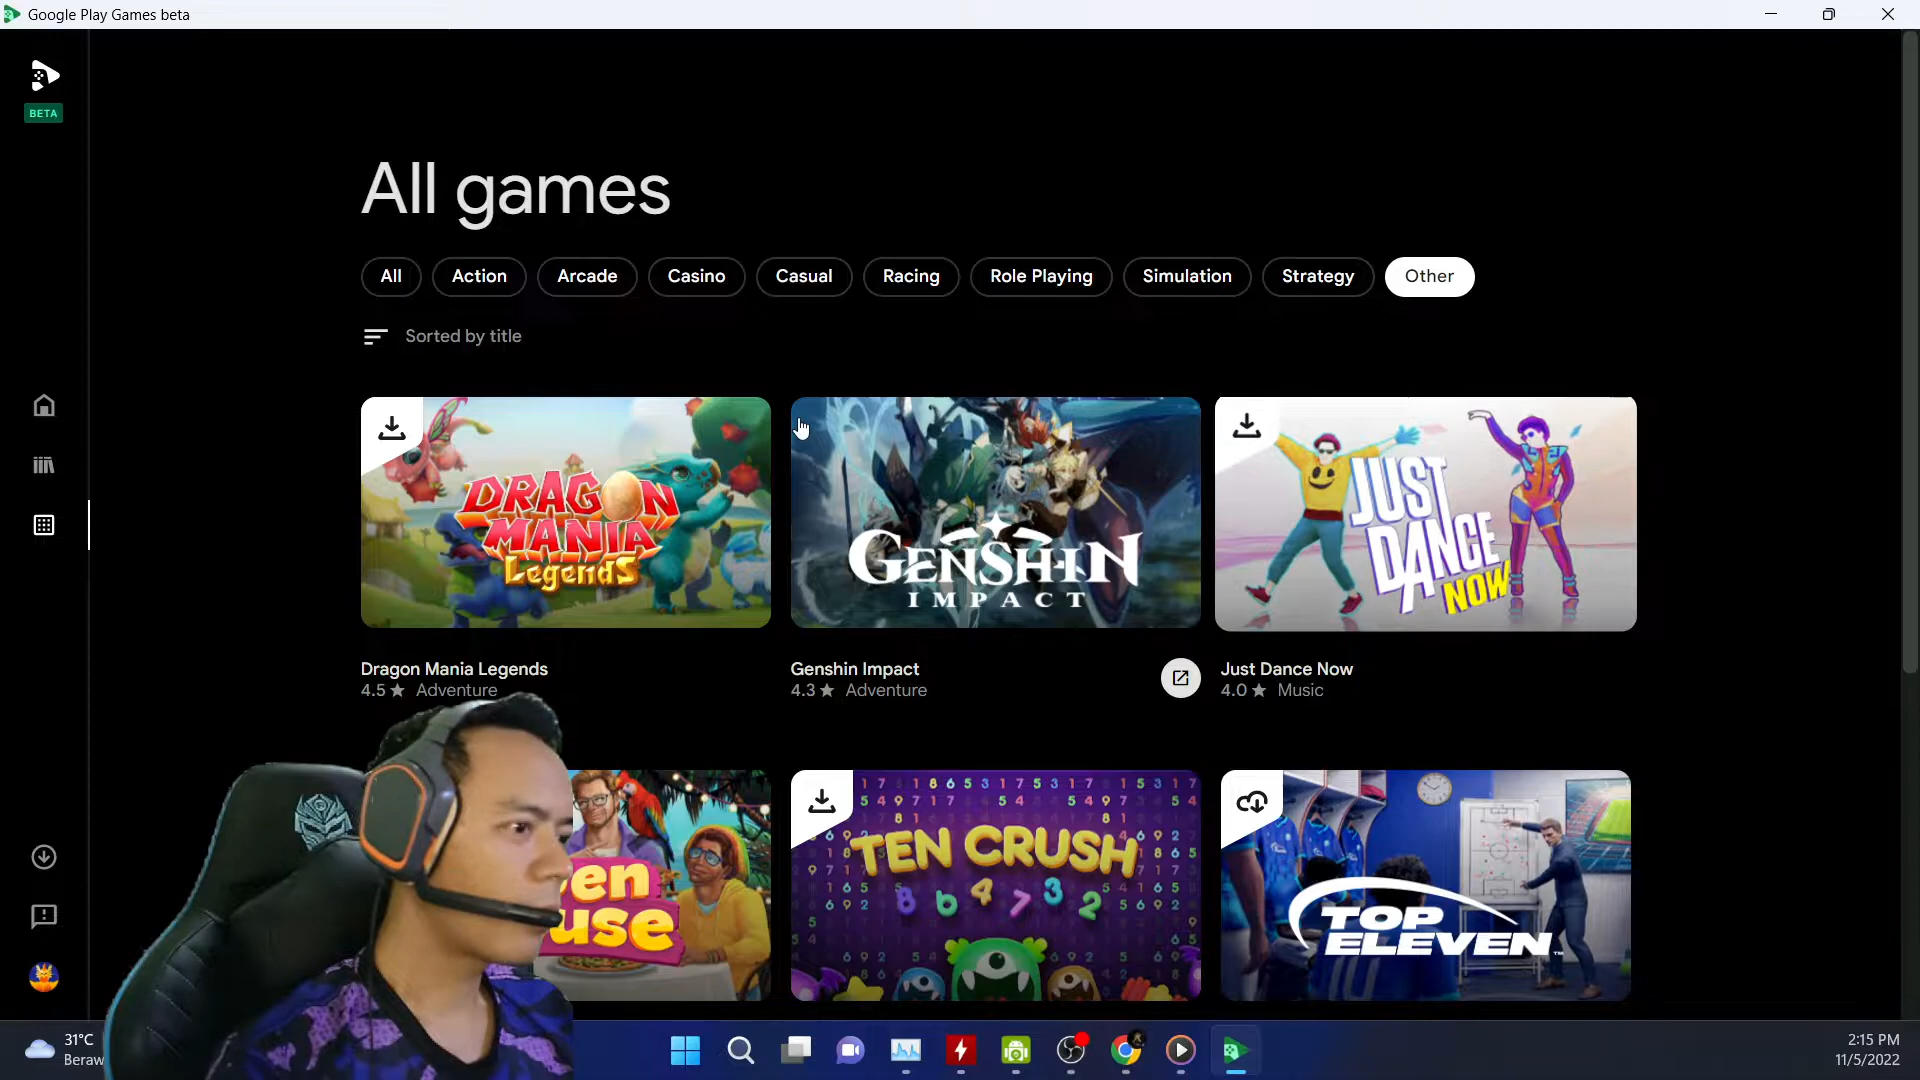 Google Play Games beta
BETA
All games
All
Action
Arcade
Casino
Casual
Racing
Role Playing
Simulation
Strategy
Other
Sorted by title
DRAGON
MANIA
LEGENDS
GENSHIN
IMPACT
JUST
DANCE
NOW
Dragon Mania Legends
4.5★ Adventure
Genshin Impact
4.3★ Adventure
Just Dance Now
4.0★ Music
TEN CRUSH
TOP
ELEVEN
31°C
2:15 PM
11/5/2022